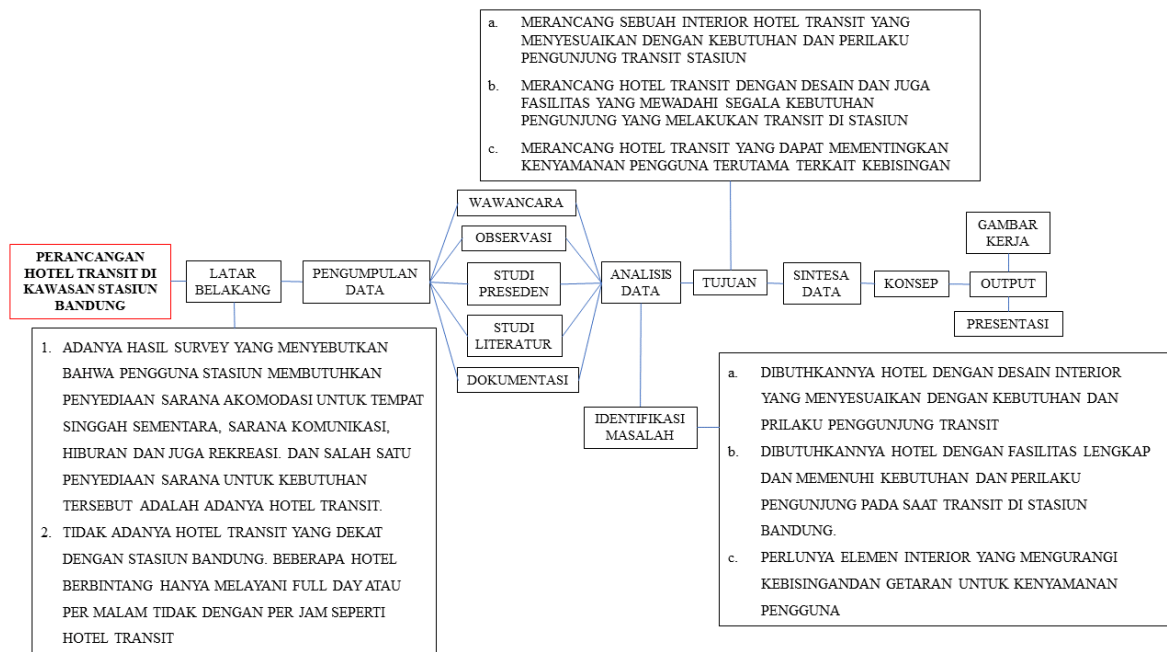 a. MERANCANG SEBUAH INTERIOR HOTEL TRANSIT YANG
MENYESUAIKAN DENGAN KEBUTUHAN DAN PERILAKU
PENGUNJUNG TRANSIT STASIUN
b. MERANCANG HOTEL TRANSIT DENGAN DESAIN DAN JUGA
FASILITAS YANG MEWADAHI SEGALA KEBUTUHAN
PENGUNJUNG YANG MELAKUKAN TRANSIT DI STASIUN
c. MERANCANG HOTEL TRANSIT YANG DAPAT MEMENTINGKAN
KENYAMANAN PENGGUNA TERUTAMA TERKAIT KEBISINGAN
PERANCANGAN
HOTEL TRANSIT DI
KAWASAN STASIUN
BANDUNG
LATAR
BELAKANG
PENGUMPULAN
DATA
WAWANCARA
OBSERVASI
STUDI
PRESEDEN
STUDI
LITERATUR
DOKUMENTASI
ANALISIS
DATA
TUJUAN
SINTESA
DATA
KONSEP
GAMBAR
KERJA
OUTPUT
PRESENTASI
1. ADANYA HASIL SURVEY YANG MENYEBUTKAN
BAHWA PENGGUNA STASIUN MEMBUTUHKAN
PENYEDIAAN SARANA AKOMODASI UNTUK TEMPAT
SINGGAH SEMENTARA, SARANA KOMUNIKASI,
HIBURAN DAN JUGA REKREASI. DAN SALAH SATU
PENYEDIAAN SARANA UNTUK KEBUTUHAN
TERSEBUT ADALAH ADANYA HOTEL TRANSIT.
2. TIDAK ADANYA HOTEL TRANSIT YANG DEKAT
DENGAN STASIUN BANDUNG. BEBERAPA HOTEL
BERBINTANG HANYA MELAYANI FULL DAY ATAU
PER MALAM TIDAK DENGAN PER JAM SEPERTI
HOTEL TRANSIT
IDENTIFIKASI
MASALAH
a. DIBUTHKANNYA HOTEL DENGAN DESAIN INTERIOR
YANG MENYESUAIKAN DENGAN KEBUTUHAN DAN
PRILAKU PENGGUNJUNG TRANSIT
b. DIBUTUHKANNYA HOTEL DENGAN FASILITAS LENGKAP
DAN MEMENUHI KEBUTUHAN DAN PERILAKU
PENGUNJUNG PADA SAAT TRANSIT DI STASIUN
BANDUNG.
c. PERLUNYA ELEMEN INTERIOR YANG MENGURANGI
KEBISINGANDAN GETARAN UNTUK KENYAMANAN
PENGGUNA